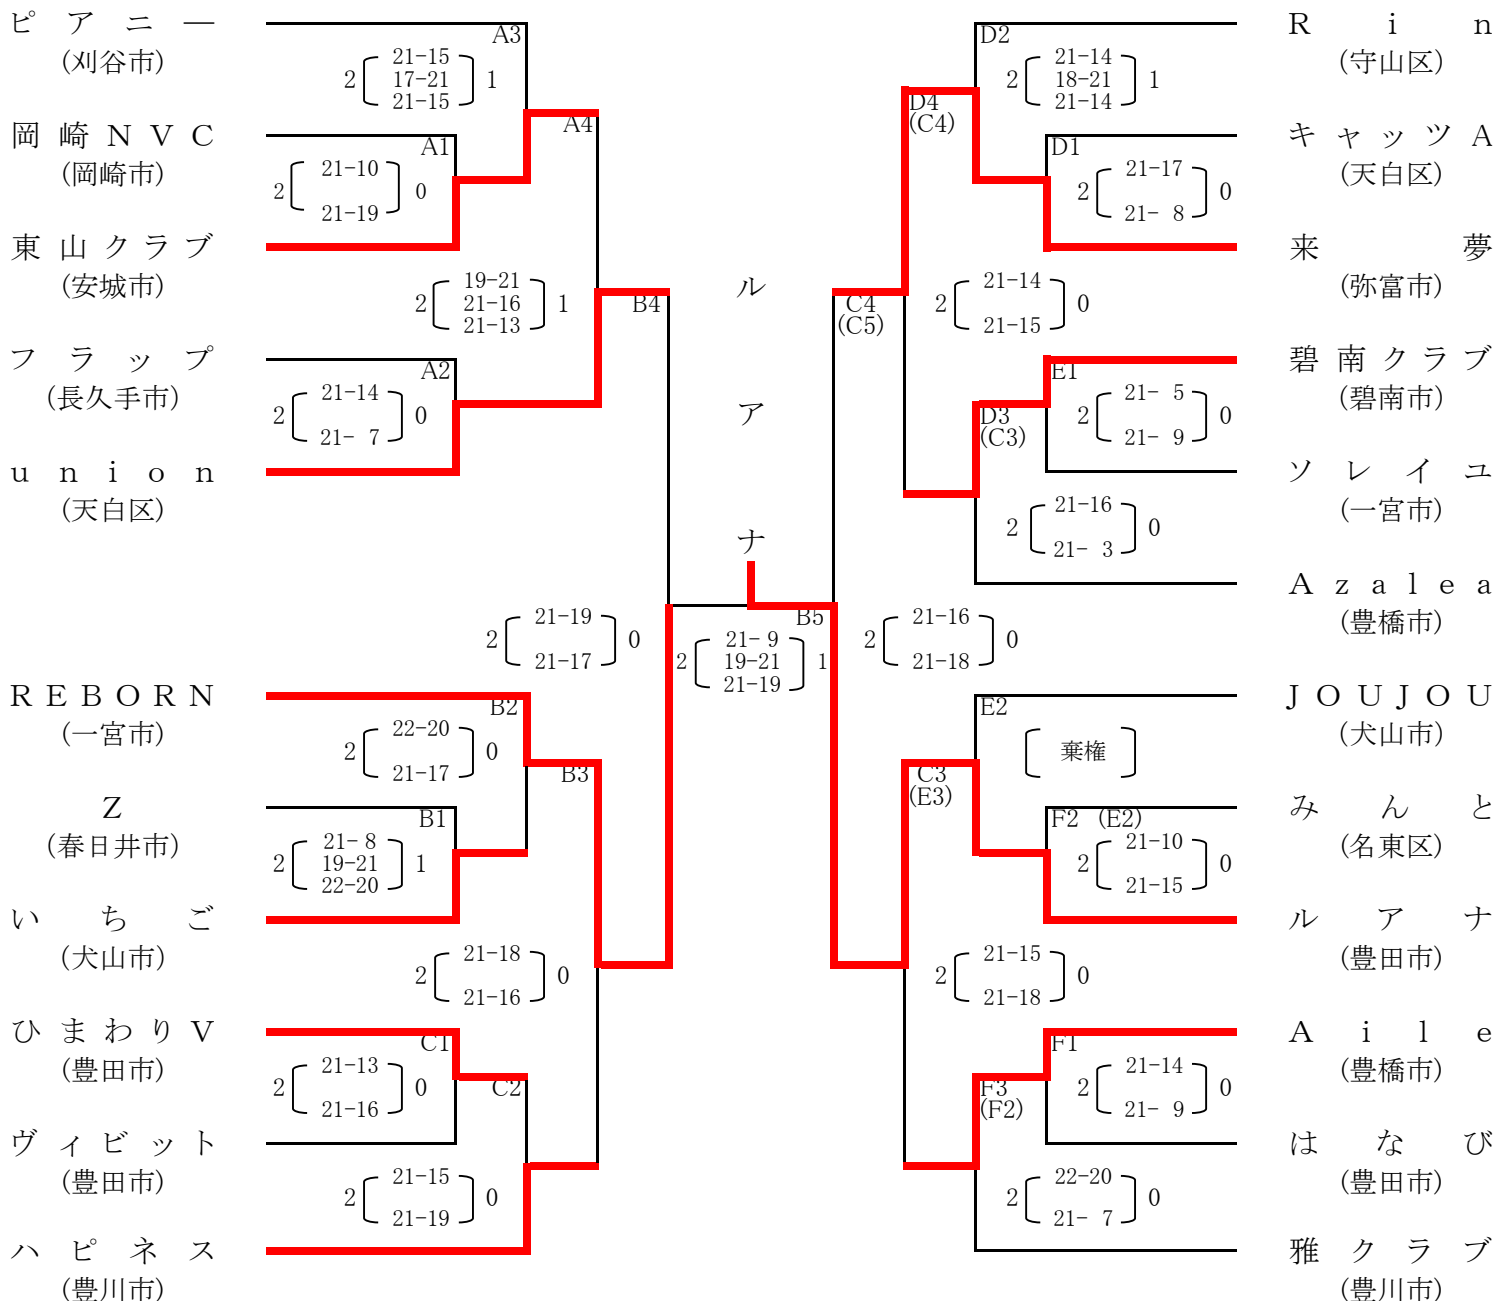 ピアニー
(刈谷市)
A3
21-15
2 17-21 1
21-15
岡崎NVC
(岡崎市)
A1
A4
21-10
2 0
21-19
東山クラブ
(安城市)
19-21
2 21-16 1
21-13
B4
フラップ
(長久手市)
A2
21-14
2 0
21- 7
union
(天白区)
21-19
2 0
21-17
REBORN
(一宮市)
B2
22-20
2 0
21-17
B3
Z
(春日井市)
B1
21- 8
2 19-21 1
22-20
いちご
(犬山市)
21-18
2 0
21-16
ひまわりV
(豊田市)
C1
21-13
2 0
21-16
C2
ヴィビット
(豊田市)
21-15
2 0
21-19
ハピネス
(豊川市)
ルアナ
B5
21- 9
2 19-21 1
21-19
Rin
(守山区)
D2
21-14
2 18-21 1
21-14
D4
(C4)
キャッツA
(天白区)
D1
21-17
2 0
21- 8
来夢
(弥富市)
21-14
2 0
21-15
C4
(C5)
碧南クラブ
(碧南市)
E1
21- 5
2 0
21- 9
D3
(C3)
ソレイユ
(一宮市)
21-16
2 0
21- 3
Azalea
(豊橋市)
21-16
2 0
21-18
JOUJOU
(犬山市)
E2
棄権
C3
(E3)
みんと
(名東区)
F2 (E2)
21-10
2 0
21-15
ルアナ
(豊田市)
21-15
2 0
21-18
Aile
(豊橋市)
F1
21-14
2 0
21- 9
F3
(F2)
はなび
(豊田市)
22-20
2 0
21- 7
雅クラブ
(豊川市)